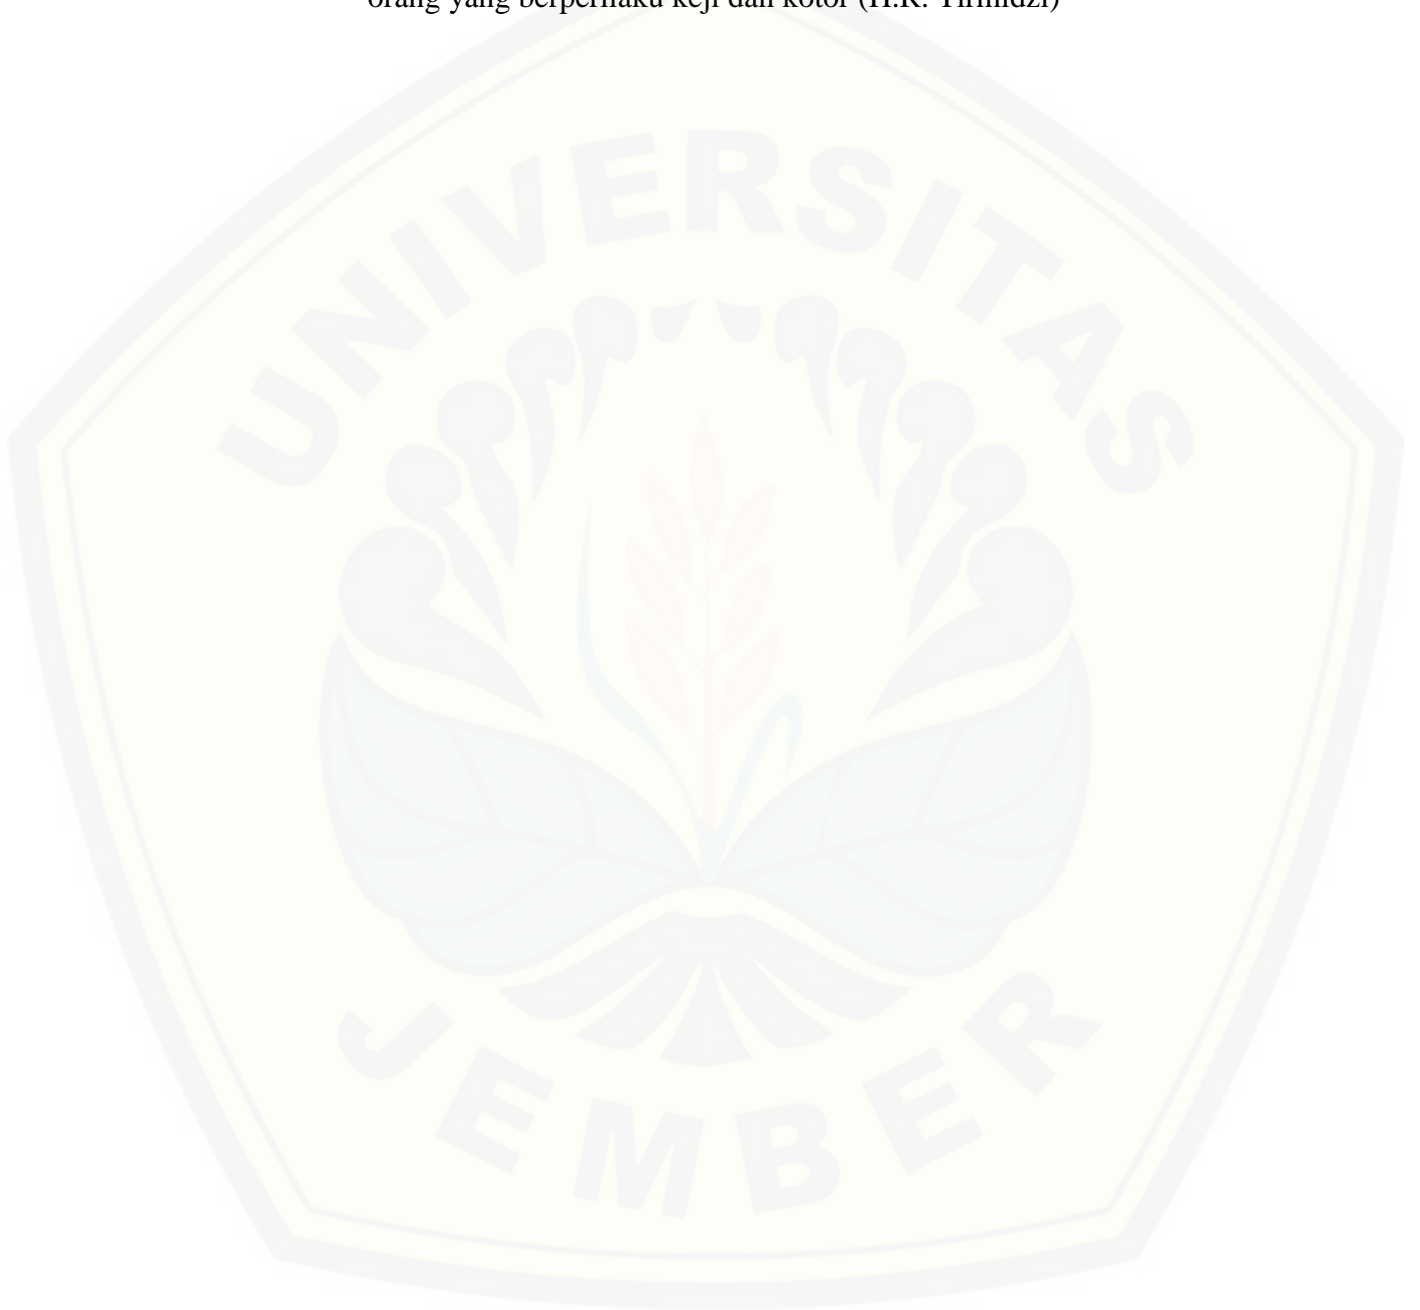 orang yang berperilaku keji dan kotor (H.R. Tirmidzi)
UNIVERSITAS
JEMBER